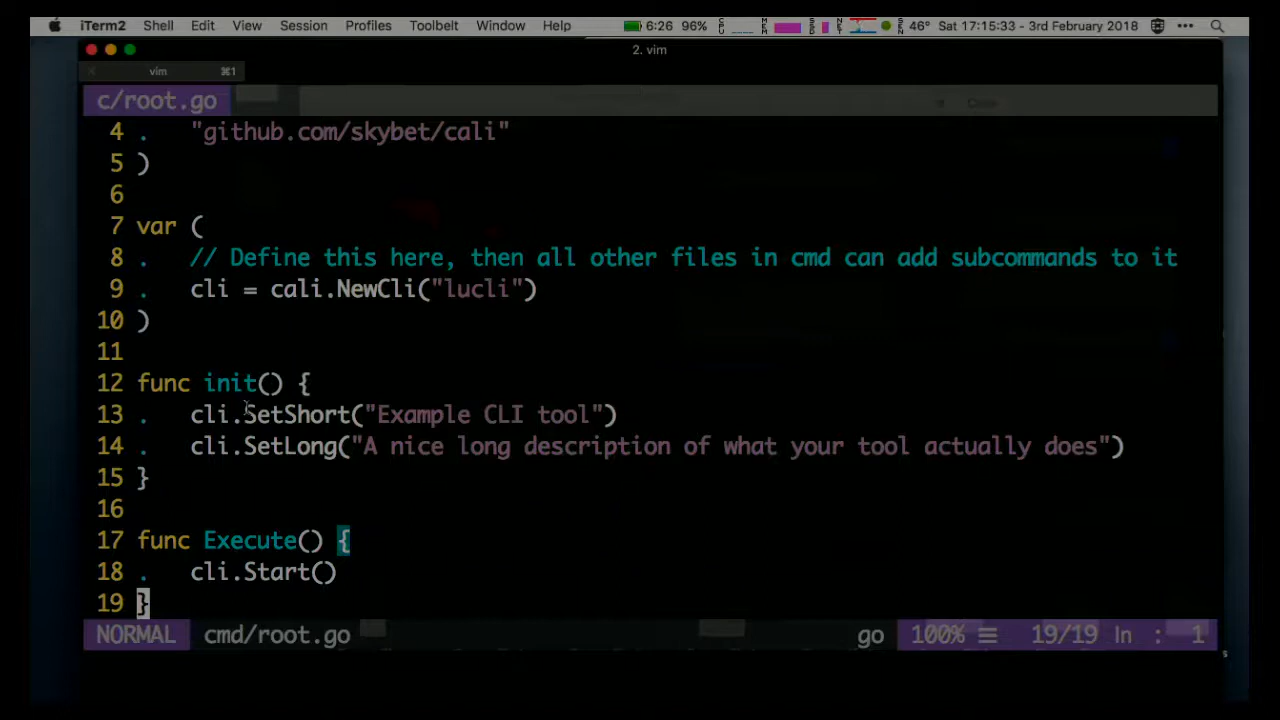 iTerm2 Shell Edit View Session Profiles Toolbelt Window Help 6:26 96% 46° Sat 17:15:33 - 3rd February 2018
2. vim
vim ⌘1
c/root.go
4 . "github.com/skybet/cali"
5 )
6
7 var (
8 . // Define this here, then all other files in cmd can add subcommands to it
9 . cli = cali.NewCli("lucli")
10 )
11
12 func init() {
13 . cli.SetShort("Example CLI tool")
14 . cli.SetLong("A nice long description of what your tool actually does")
15 }
16
17 func Execute() {
18 . cli.Start()
19 }
NORMAL cmd/root.go go 100% ☰ 19/19 ln : 1